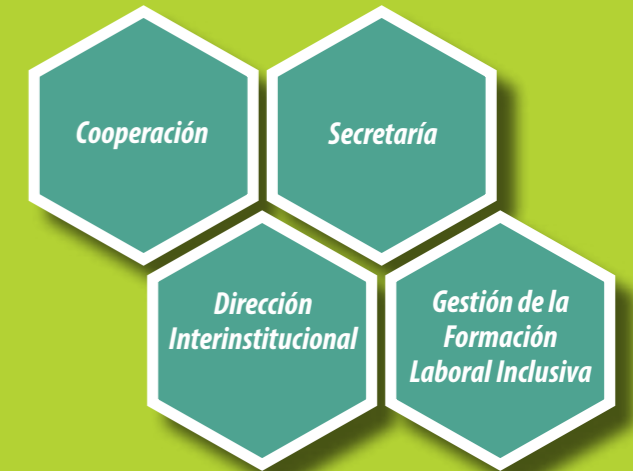 Cooperación
Secretaría
Dirección
Interinstitucional
Gestión de la
Formación
Laboral Inclusiva